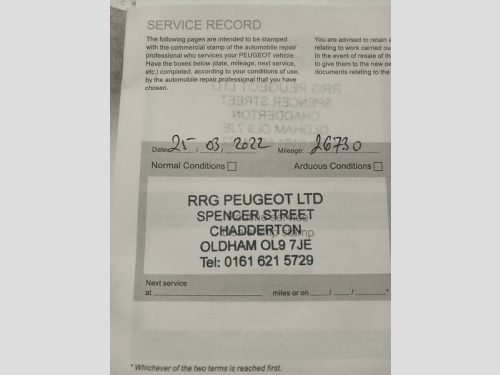 SERVICE RECORD
The following pages are intended to be stamped
with the commercial stamp of the automobile repair
professional who services your PEUGEOT vehicle.
Have the boxes below (date, mileage, next service,
etc.) completed, according to your conditions of use,
by the automobile repair professional that you have
chosen.
You are advised to retain
relating to work carried ou
In the event of resale of th
to give them to the new ow
documents relating to the
Date 25 / 03 / 2022 Mileage: 26730
Normal Conditions Arduous Conditions
RRG PEUGEOT LTD
SPENCER STREET
CHADDERTON
OLDHAM OL9 7JE
Tel: 0161 621 5729
Next service
at miles or on / / *
* Whichever of the two terms is reached first.